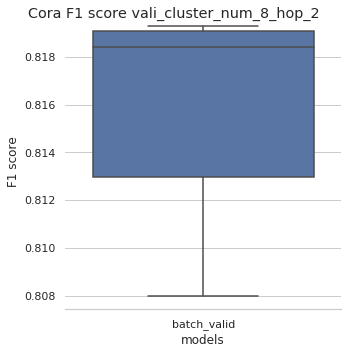 Cora F1 score vali_cluster_num_8_hop_2
0.818
0.816
0.814
0.812
0.810
0.808
F1 score
batch_valid
models